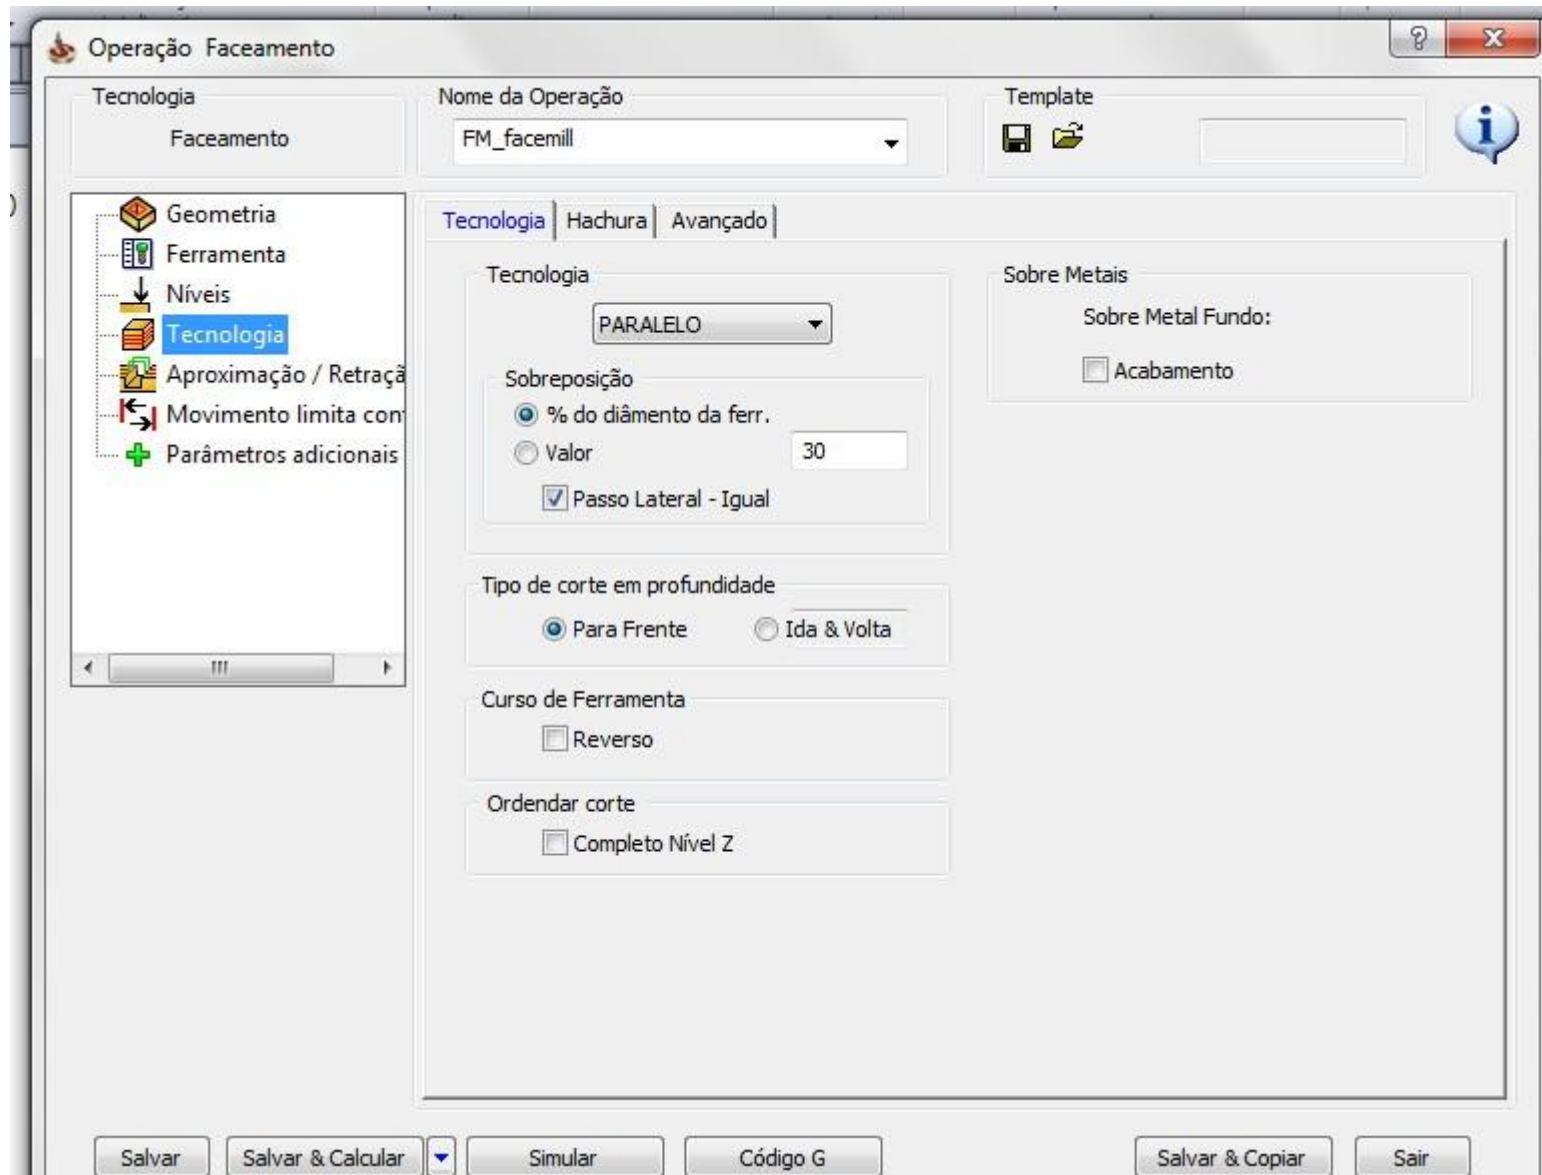 Operação Faceamento
Tecnologia
Faceamento
Nome da Operação
FM_facemill
Template
Geometria
Ferramenta
Níveis
Tecnologia
Aproximação / Retraçã
Movimento limita con
Parâmetros adicionais
Tecnologia Hachura Avançado
Tecnologia
PARALELO
Sobreposição
% do diâmento da ferr.
Valor 30
Passo Lateral - Igual
Tipo de corte em profundidade
Para Frente Ida & Volta
Curso de Ferramenta
Reverso
Ordendar corte
Completo Nível Z
Sobre Metais
Sobre Metal Fundo:
Acabamento
Salvar Salvar & Calcular Simular Código G Salvar & Copiar Sair